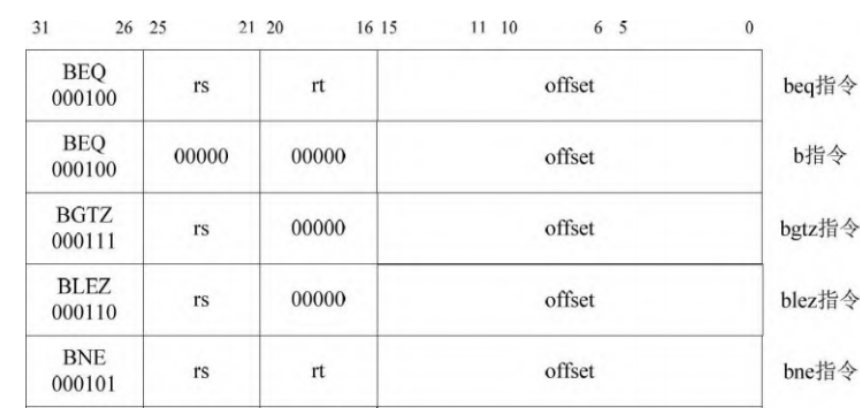 31 26 25 21 20 16 15 11 10 6 5 0
BEQ
000100 rs rt offset beq指令
BEQ
000100 00000 00000 offset b指令
BGTZ
000111 rs 00000 offset bgtz指令
BLEZ
000110 rs 00000 offset blez指令
BNE
000101 rs rt offset bne指令